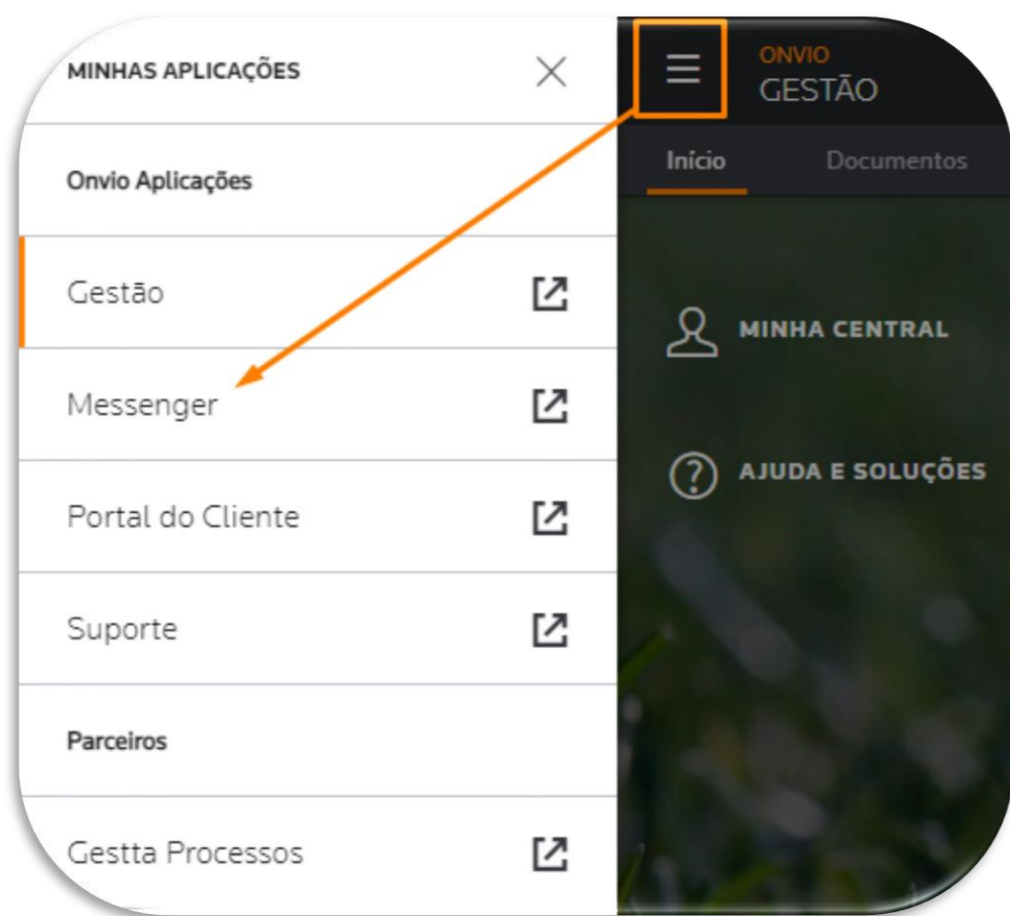 MINHAS APLICAÇÕES
Onvio Aplicações
Gestão
Messenger
Portal do Cliente
Suporte
Parceiros
Gestta Processos
ONVIO
GESTÃO
Início
Documentos
MINHA CENTRAL
AJUDA E SOLUÇÕES